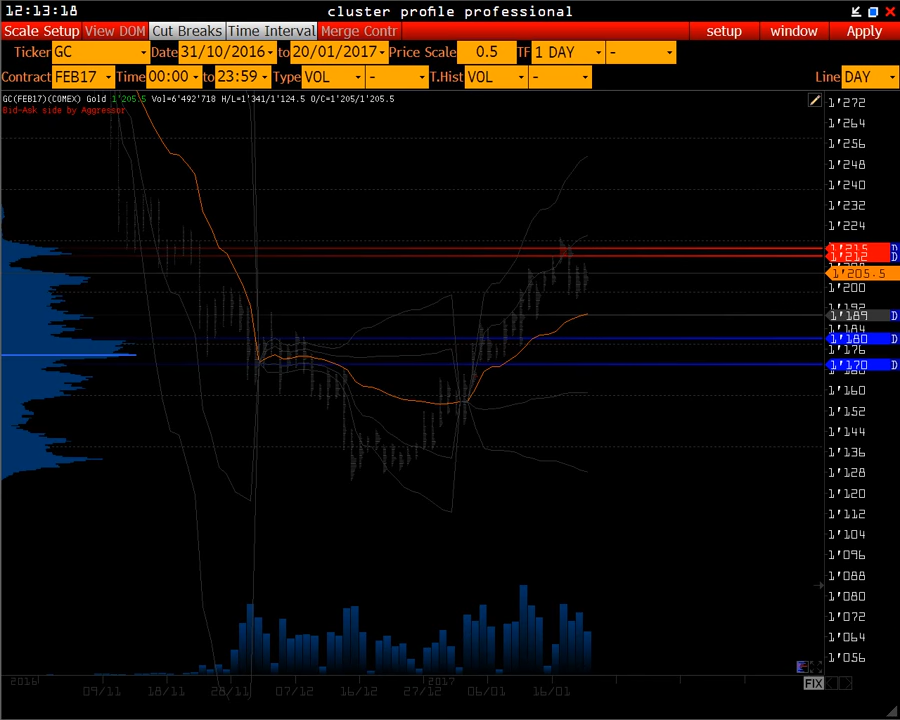 12:13:18 cluster profile professional
Scale Setup View DOM Cut Breaks Time Interval Merge Contr setup window Apply
Ticker GC Date 31/10/2016 to 20/01/2017 Price Scale 0.5 TF 1 DAY -
Contract FEB17 Time 00:00 to 23:59 Type VOL - T.Hist VOL - Line DAY
GC(FEB17)(COMEX) Gold 1'205.5 Vol=6'492'718 H/L=1'341/1'124.5 O/C=1'205/1'205.5
Bid-Ask side by Aggressor
1'272
1'264
1'256
1'248
1'240
1'232
1'224
1'215 D
1'212 D
1'205.5
1'200
1'192
1'189 D
1'184
1'180 D
1'176
1'170 D
1'168
1'160
1'152
1'144
1'136
1'128
1'120
1'112
1'104
1'096
1'088
1'080
1'072
1'064
1'056
2016 2017
09/11 18/11 28/11 07/12 16/12 27/12 06/01 16/01
FIX